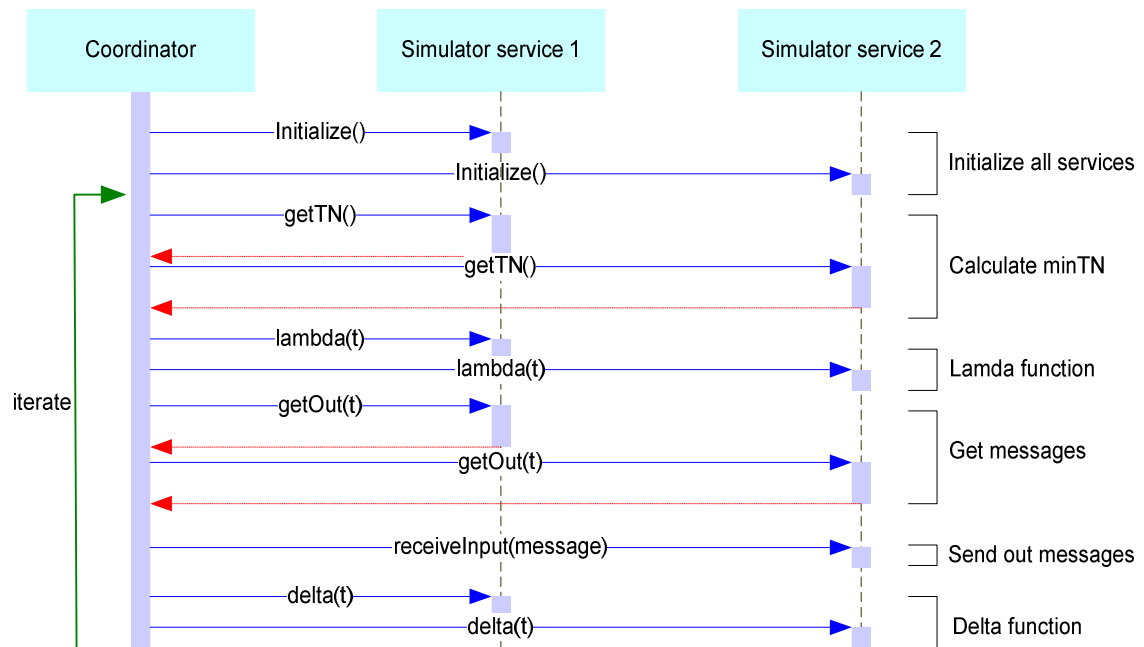 Coordinator
Simulator service 1
Simulator service 2
Initialize()
Initialize()
Initialize all services
getTN()
getTN()
Calculate minTN
lambda(t)
lambda(t)
Lamda function
iterate
getOut(t)
getOut(t)
Get messages
receiveInput(message)
Send out messages
delta(t)
delta(t)
Delta function